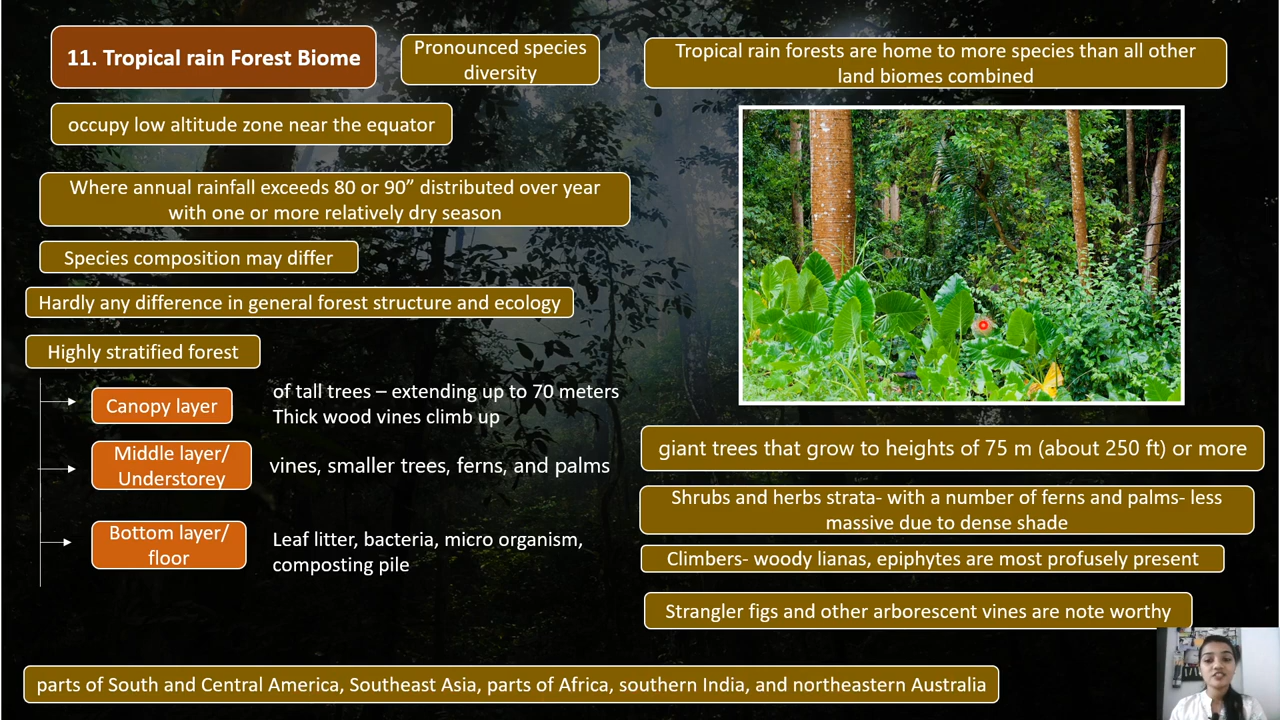 11. Tropical rain Forest Biome
Pronounced species
diversity
Tropical rain forests are home to more species than all other
land biomes combined
occupy low altitude zone near the equator
Where annual rainfall exceeds 80 or 90” distributed over year
with one or more relatively dry season
Species composition may differ
Hardly any difference in general forest structure and ecology
Highly stratified forest
Canopy layer
of tall trees – extending up to 70 meters
Thick wood vines climb up
Middle layer/
Understorey
vines, smaller trees, ferns, and palms
Bottom layer/
floor
Leaf litter, bacteria, micro organism,
composting pile
giant trees that grow to heights of 75 m (about 250 ft) or more
Shrubs and herbs strata- with a number of ferns and palms- less
massive due to dense shade
Climbers- woody lianas, epiphytes are most profusely present
Strangler figs and other arborescent vines are note worthy
parts of South and Central America, Southeast Asia, parts of Africa, southern India, and northeastern Australia